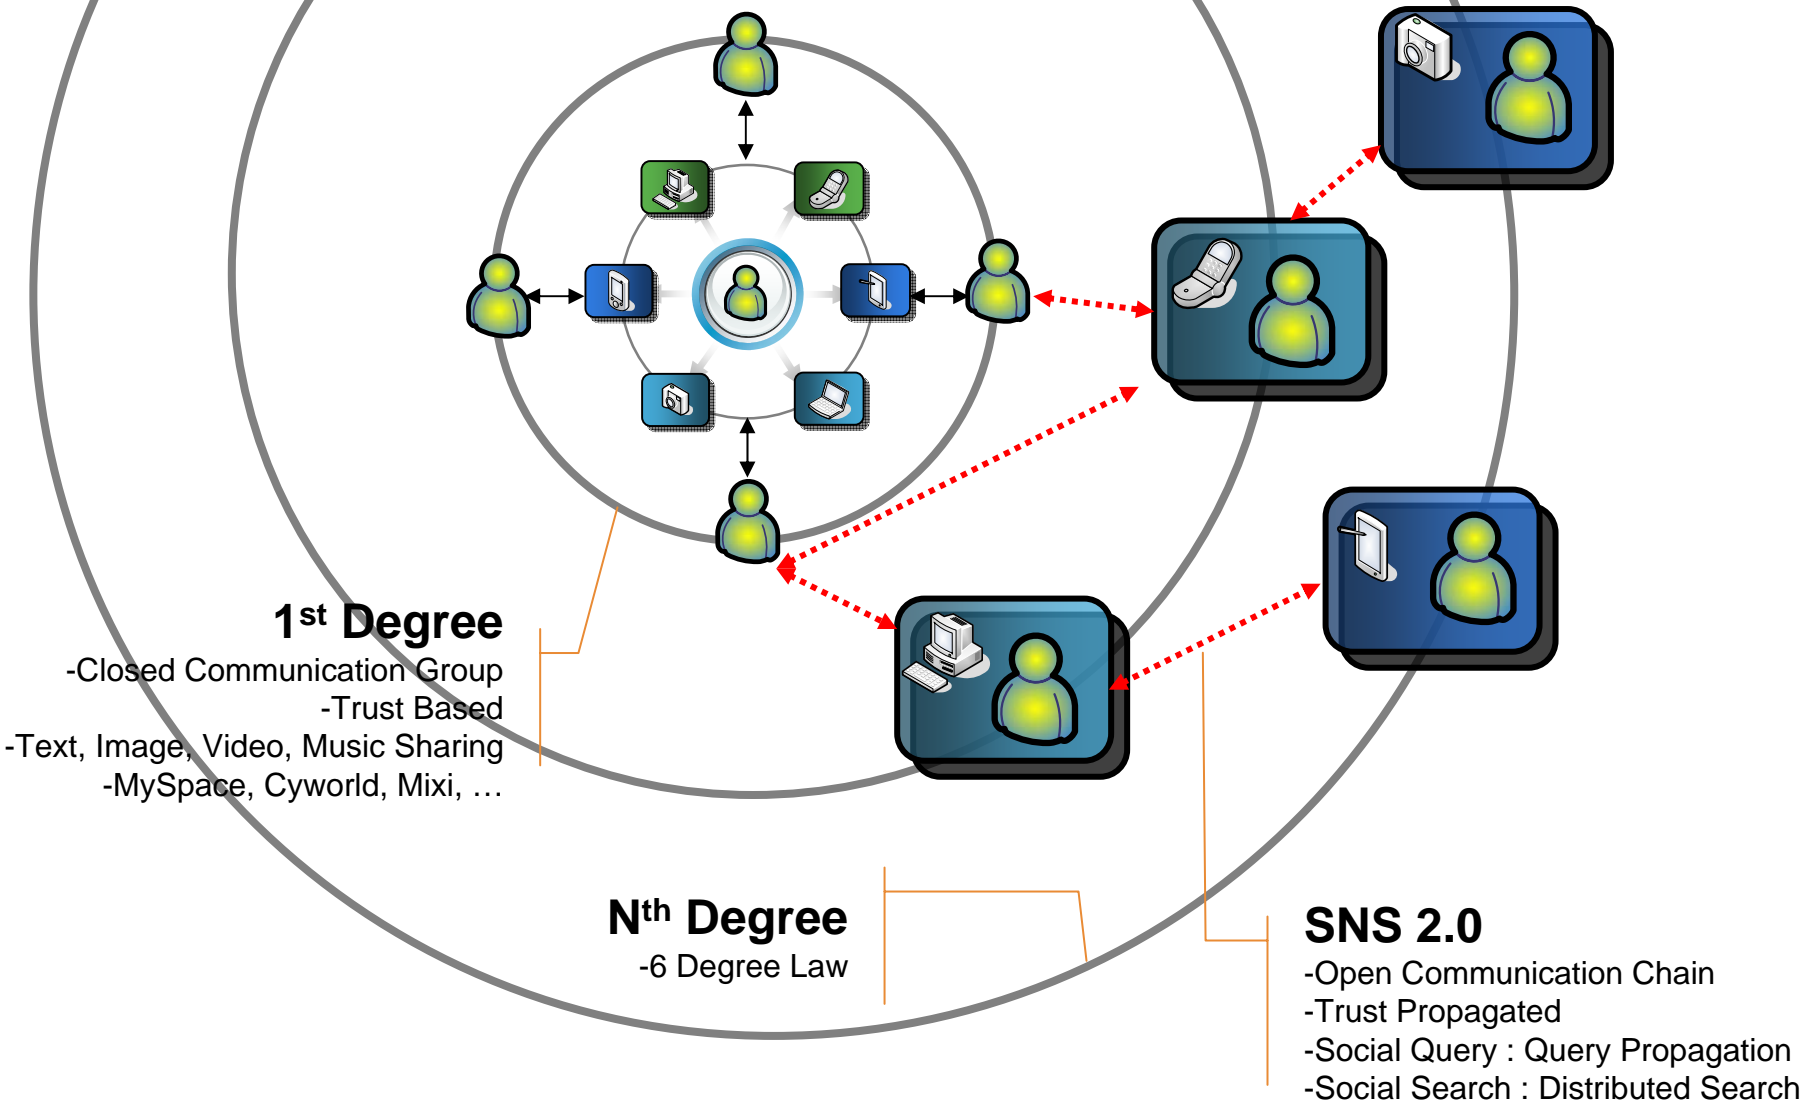 1st Degree
-Closed Communication Group
-Trust Based
-Text, Image, Video, Music Sharing
-MySpace, Cyworld, Mixi, …
Nth Degree
-6 Degree Law
SNS 2.0
-Open Communication Chain
-Trust Propagated
-Social Query : Query Propagation
-Social Search : Distributed Search